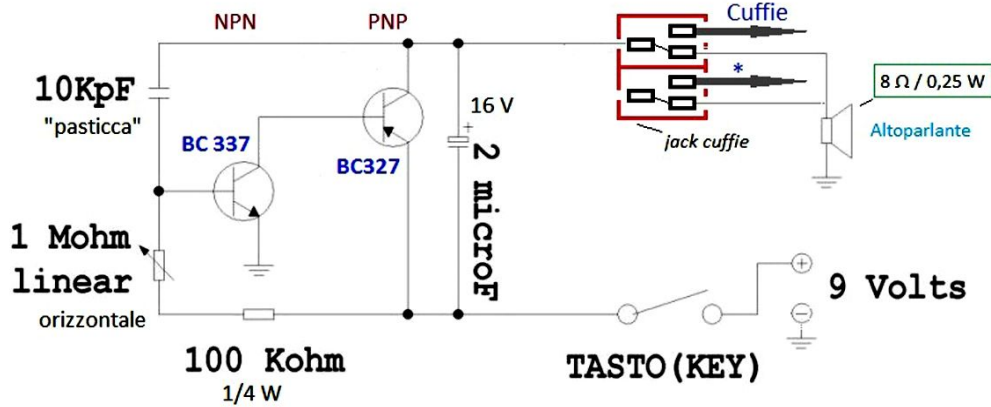 NPN
PNP
Cuffie
10KpF
"pasticca"
16 V
+
*
8 Ω / 0,25 W
Altoparlante
jack cuffie
BC 337
BC327
2 microF
1 Mohm
linear
orizzontale
+
9 Volts
-
100 Kohm
1/4 W
TASTO(KEY)